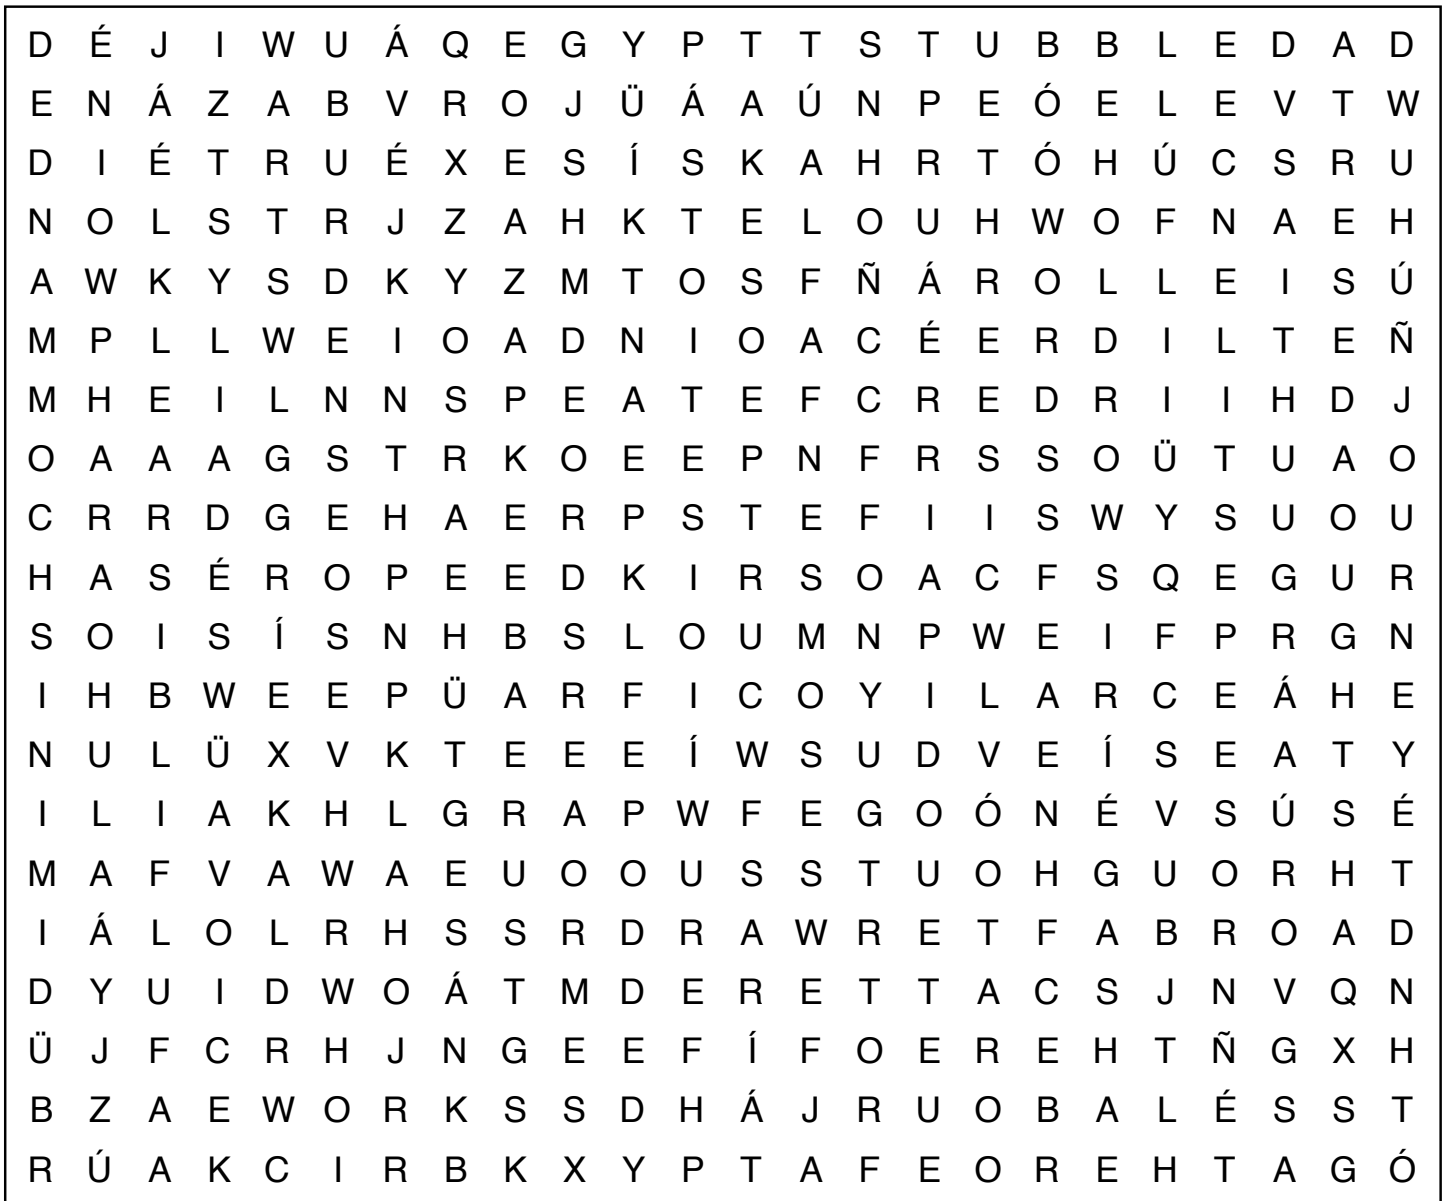 D É J I W U Á Q E G Y P T T S T U B B L E D A D
E N Á Z A B V R O J Ü Á A Ú N P E Ó E L E V T W
D I É T R U É X E S Í S K A H R T Ó H Ú C S R U
N O L S T R J Z A H K T E L O U H W O F N A E H
A W K Y S D K Y Z M T O S F Ñ Á R O L L E I S Ú
M P L L W E I O A D N I O A C É E R D I L T E Ñ
M H E I L N N S P E A T E F C R E D R I I H D J
O A A A G S T R K O E E P N F R S S O Ü T U A O
C R R D G E H A E R P S T E F I I S W Y S U O U
H A S É R O P E E D K I R S O A C F S Q E G U R
S O I S Í S N H B S L O U M N P W E I F P R G N
I H B W E E P Ü A R F I C O Y I L A R C E Á H E
N U L Ü X V K T E E E Í W S U D V E Í S E A T Y
I L I A K H L G R A P W F E G O Ó N É V S Ú S É
M A F V A W A E U O O U S S T U O H G U O R H T
I Á L O L R H S S R D R A W R E T F A B R O A D
D Y U I D W O Á T M D E R E T T A C S J N V Q N
Ü J F C R H J N G E E F Í F O E R E H T Ñ G X H
B Z A E W O R K S S D H Á J R U O B A L É S S T
R Ú A K C I R B K X Y P T A F E O R E H T A G Ó